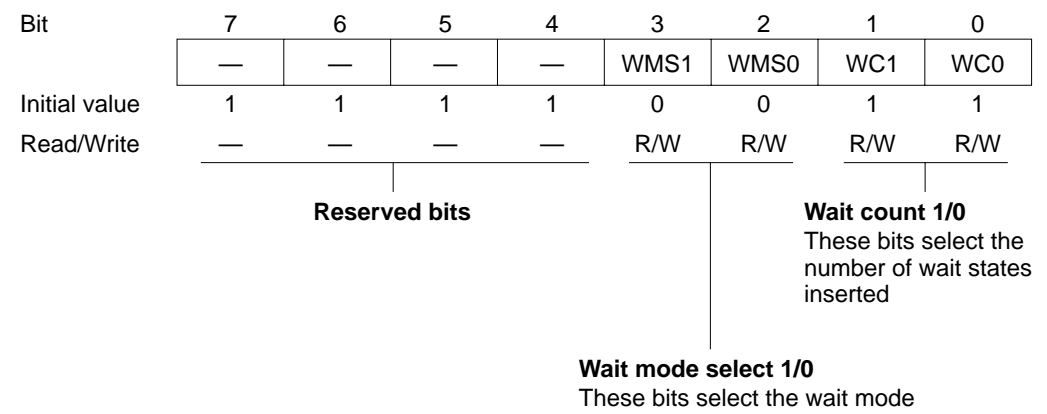 Bit 7 6 5 4 3 2 1 0
— — — — WMS1 WMS0 WC1 WC0
Initial value 1 1 1 1 0 0 1 1
Read/Write — — — — R/W R/W R/W R/W
Reserved bits
Wait count 1/0
These bits select the
number of wait states
inserted
Wait mode select 1/0
These bits select the wait mode